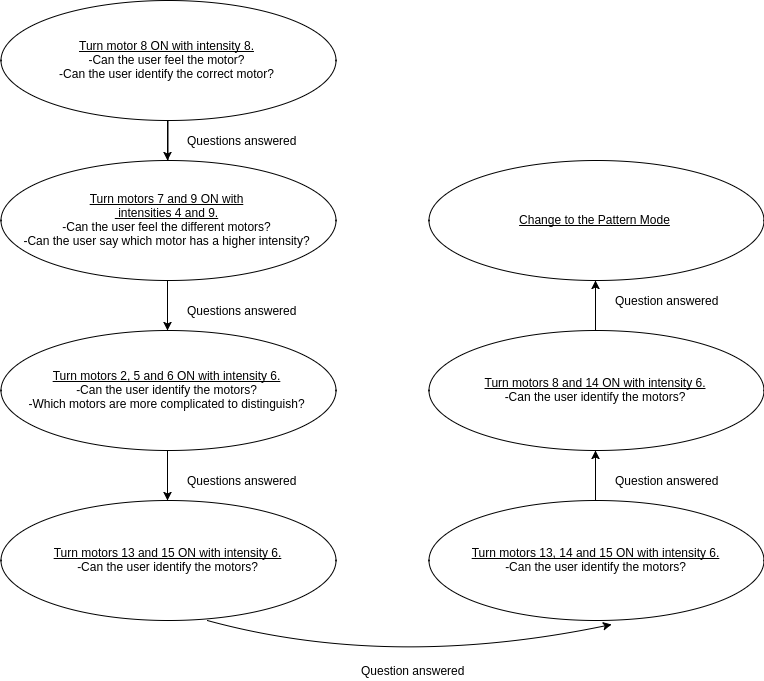 Turn motor 8 ON with intensity 8.
-Can the user feel the motor?
-Can the user identify the correct motor?
Questions answered
Turn motors 7 and 9 ON with
intensities 4 and 9.
-Can the user feel the different motors?
-Can the user say which motor has a higher intensity?
Questions answered
Turn motors 2, 5 and 6 ON with intensity 6.
-Can the user identify the motors?
-Which motors are more complicated to distinguish?
Questions answered
Turn motors 13 and 15 ON with intensity 6.
-Can the user identify the motors?
Question answered
Turn motors 13, 14 and 15 ON with intensity 6.
-Can the user identify the motors?
Question answered
Turn motors 8 and 14 ON with intensity 6.
-Can the user identify the motors?
Question answered
Change to the Pattern Mode